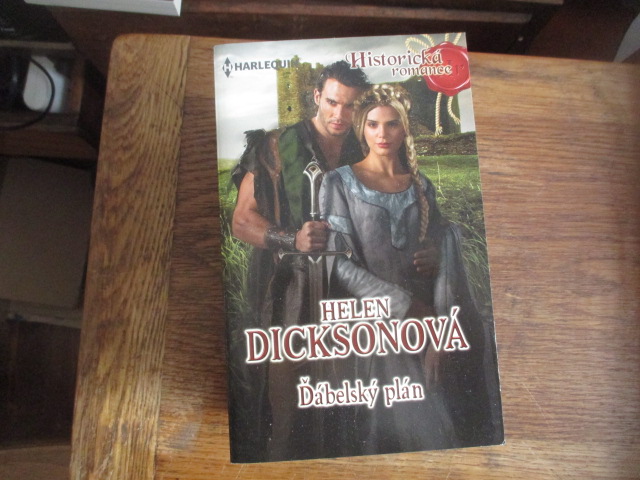 HARLEQUIN
Historická
romance
HELEN
DICKSONOVÁ
Ďábelský plán